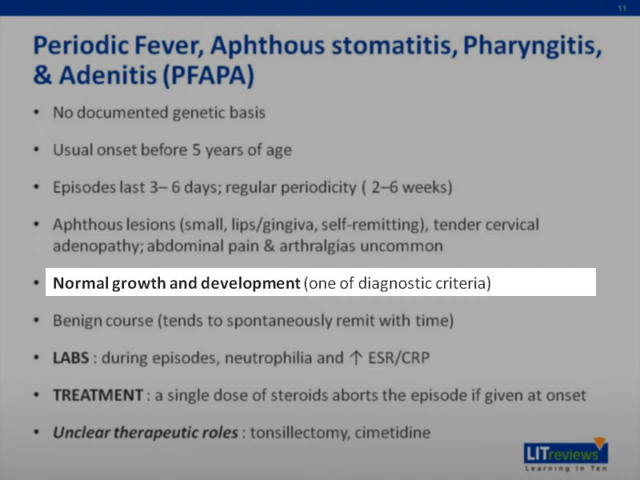 11
Periodic Fever, Aphthous stomatitis, Pharyngitis,
& Adenitis (PFAPA)
• No documented genetic basis
• Usual onset before 5 years of age
• Episodes last 3– 6 days; regular periodicity ( 2–6 weeks)
• Aphthous lesions (small, lips/gingiva, self-remitting), tender cervical
adenopathy; abdominal pain & arthralgias uncommon
• Normal growth and development (one of diagnostic criteria)
• Benign course (tends to spontaneously remit with time)
• LABS : during episodes, neutrophilia and ↑ ESR/CRP
• TREATMENT : a single dose of steroids aborts the episode if given at onset
• Unclear therapeutic roles : tonsillectomy, cimetidine
LITreviews
Learning In Ten